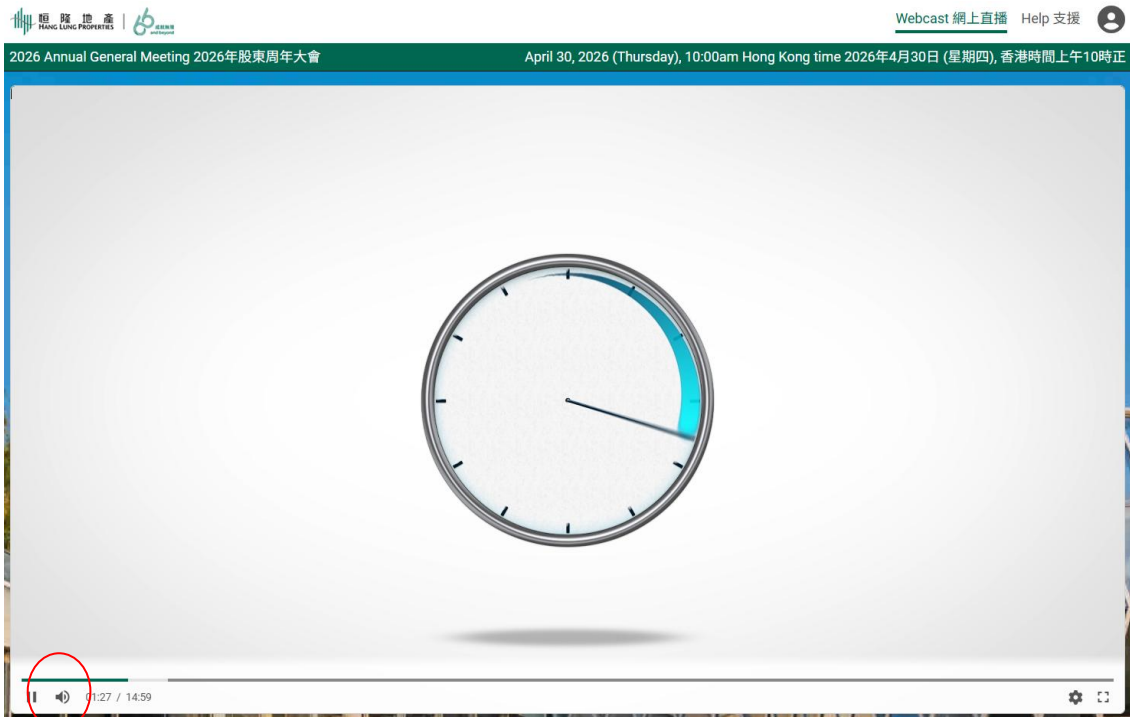 恒隆地產
HANG LUNG PROPERTIES
Webcast 網上直播
Help 支援
2026 Annual General Meeting 2026年股東周年大會
April 30, 2026 (Thursday), 10:00am Hong Kong time 2026年4月30日 (星期四), 香港時間上午10時正
01:27 / 14:59